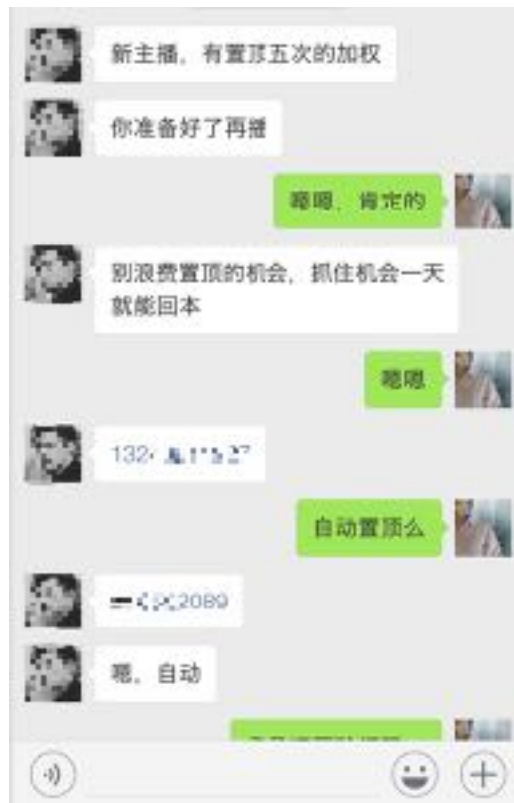 新主播，有置顶五次的加权
你准备好了再播
嗯嗯，肯定的
别浪费置顶的机会，抓住机会一天
就能回本
嗯嗯
132
自动置顶么
2089
嗯，自动